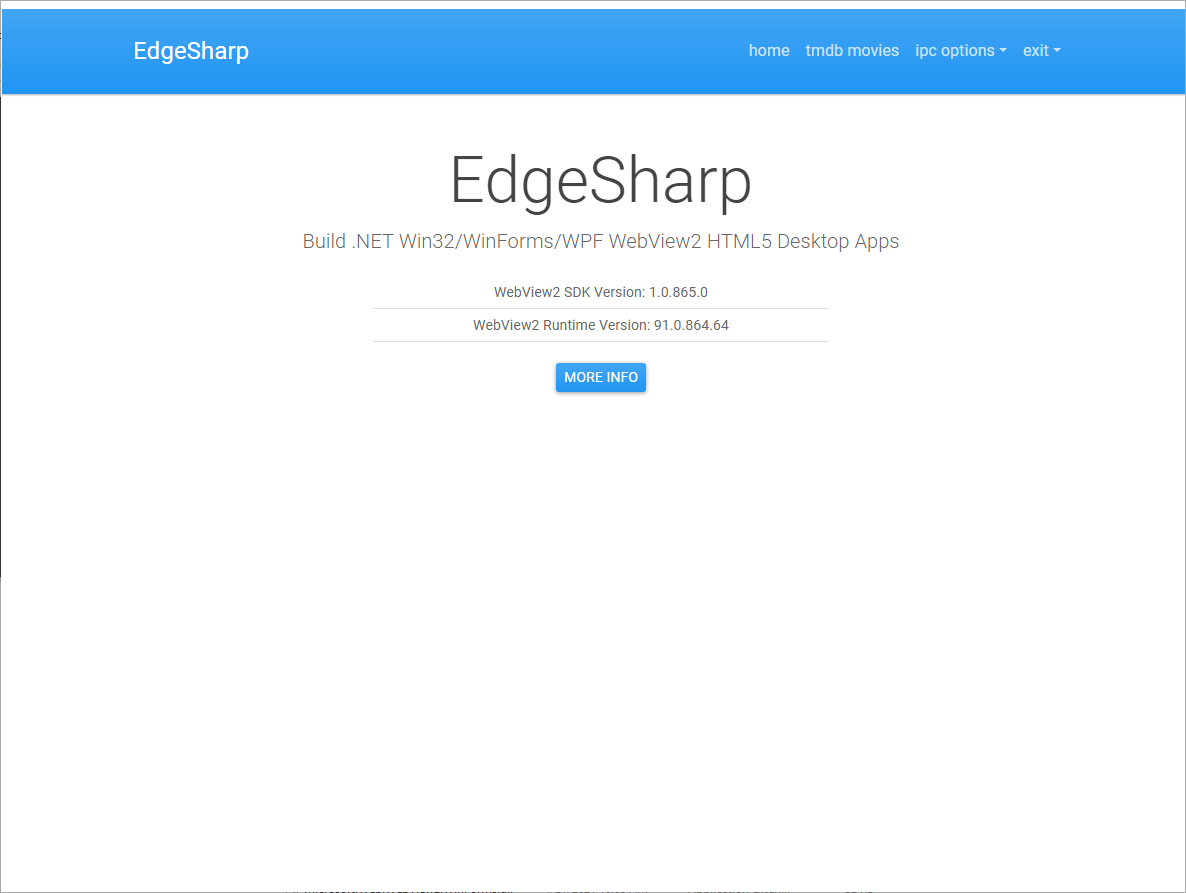 EdgeSharp
home tmdb movies ipc options exit
EdgeSharp
Build .NET Win32/WinForms/WPF WebView2 HTML5 Desktop Apps
WebView2 SDK Version: 1.0.865.0
WebView2 Runtime Version: 91.0.864.64
MORE INFO